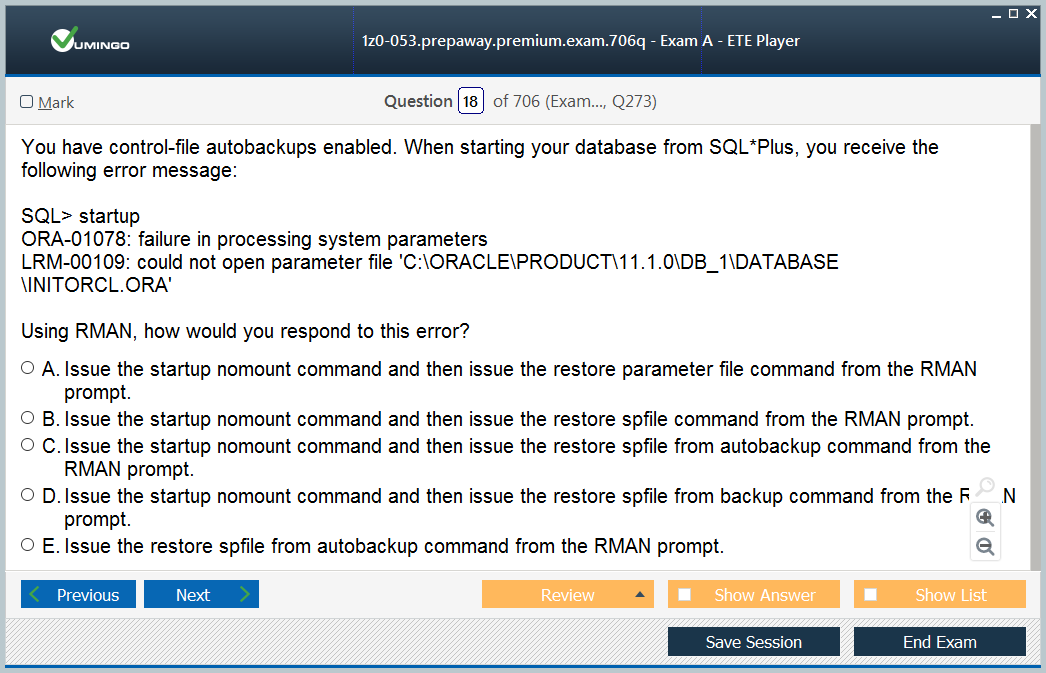 VUMINGO
1z0-053.prepaway.premium.exam.706q - Exam A - ETE Player
Mark
Question 18 of 706 (Exam..., Q273)
You have control-file autobackups enabled. When starting your database from SQL*Plus, you receive the
following error message:
SQL> startup
ORA-01078: failure in processing system parameters
LRM-00109: could not open parameter file 'C:\ORACLE\PRODUCT\11.1.0\DB_1\DATABASE
\INITORCL.ORA'
Using RMAN, how would you respond to this error?
A. Issue the startup nomount command and then issue the restore parameter file command from the RMAN
prompt.
B. Issue the startup nomount command and then issue the restore spfile command from the RMAN prompt.
C. Issue the startup nomount command and then issue the restore spfile from autobackup command from the
RMAN prompt.
D. Issue the startup nomount command and then issue the restore spfile from backup command from the
prompt.
E. Issue the restore spfile from autobackup command from the RMAN prompt.
Previous
Next
Review
Show Answer
Show List
Save Session
End Exam